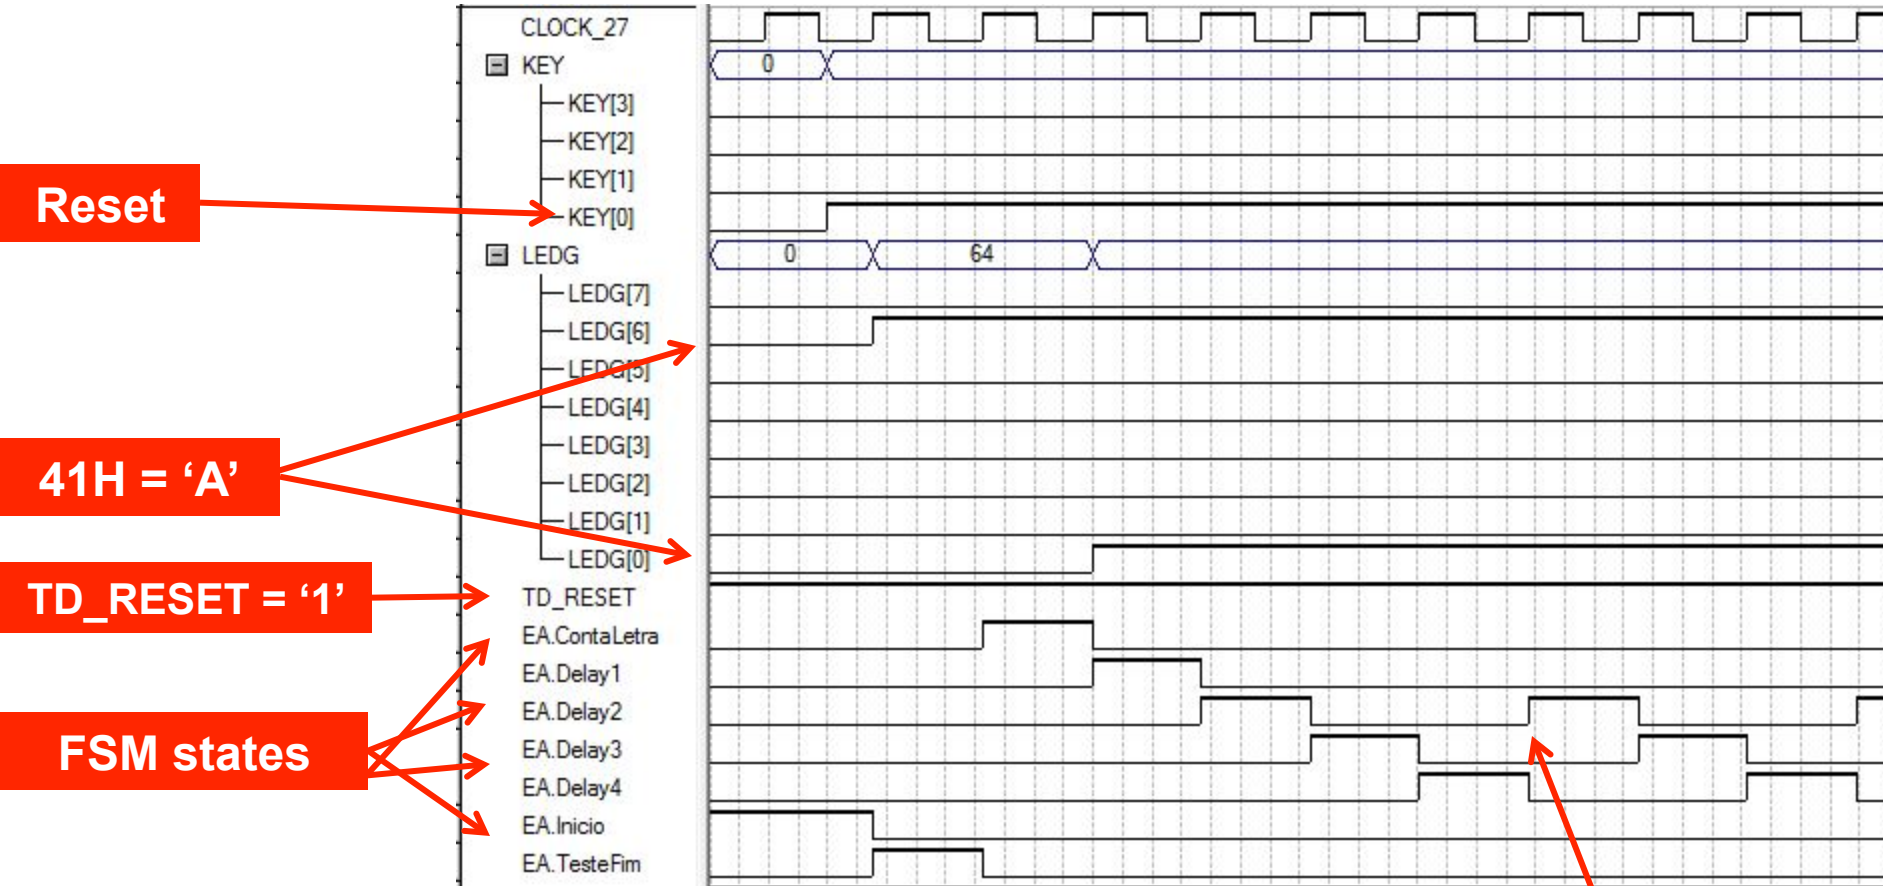 CLOCK_27
KEY
0
KEY[3]
KEY[2]
KEY[1]
Reset
KEY[0]
LEDG
0
64
LEDG[7]
LEDG[6]
LEDG[5]
LEDG[4]
LEDG[3]
41H = ‘A’
LEDG[2]
LEDG[1]
LEDG[0]
TD_RESET = ‘1’
TD_RESET
EA.ContaLetra
EA.Delay1
EA.Delay2
FSM states
EA.Delay3
EA.Delay4
EA.Inicio
EA.TesteFim